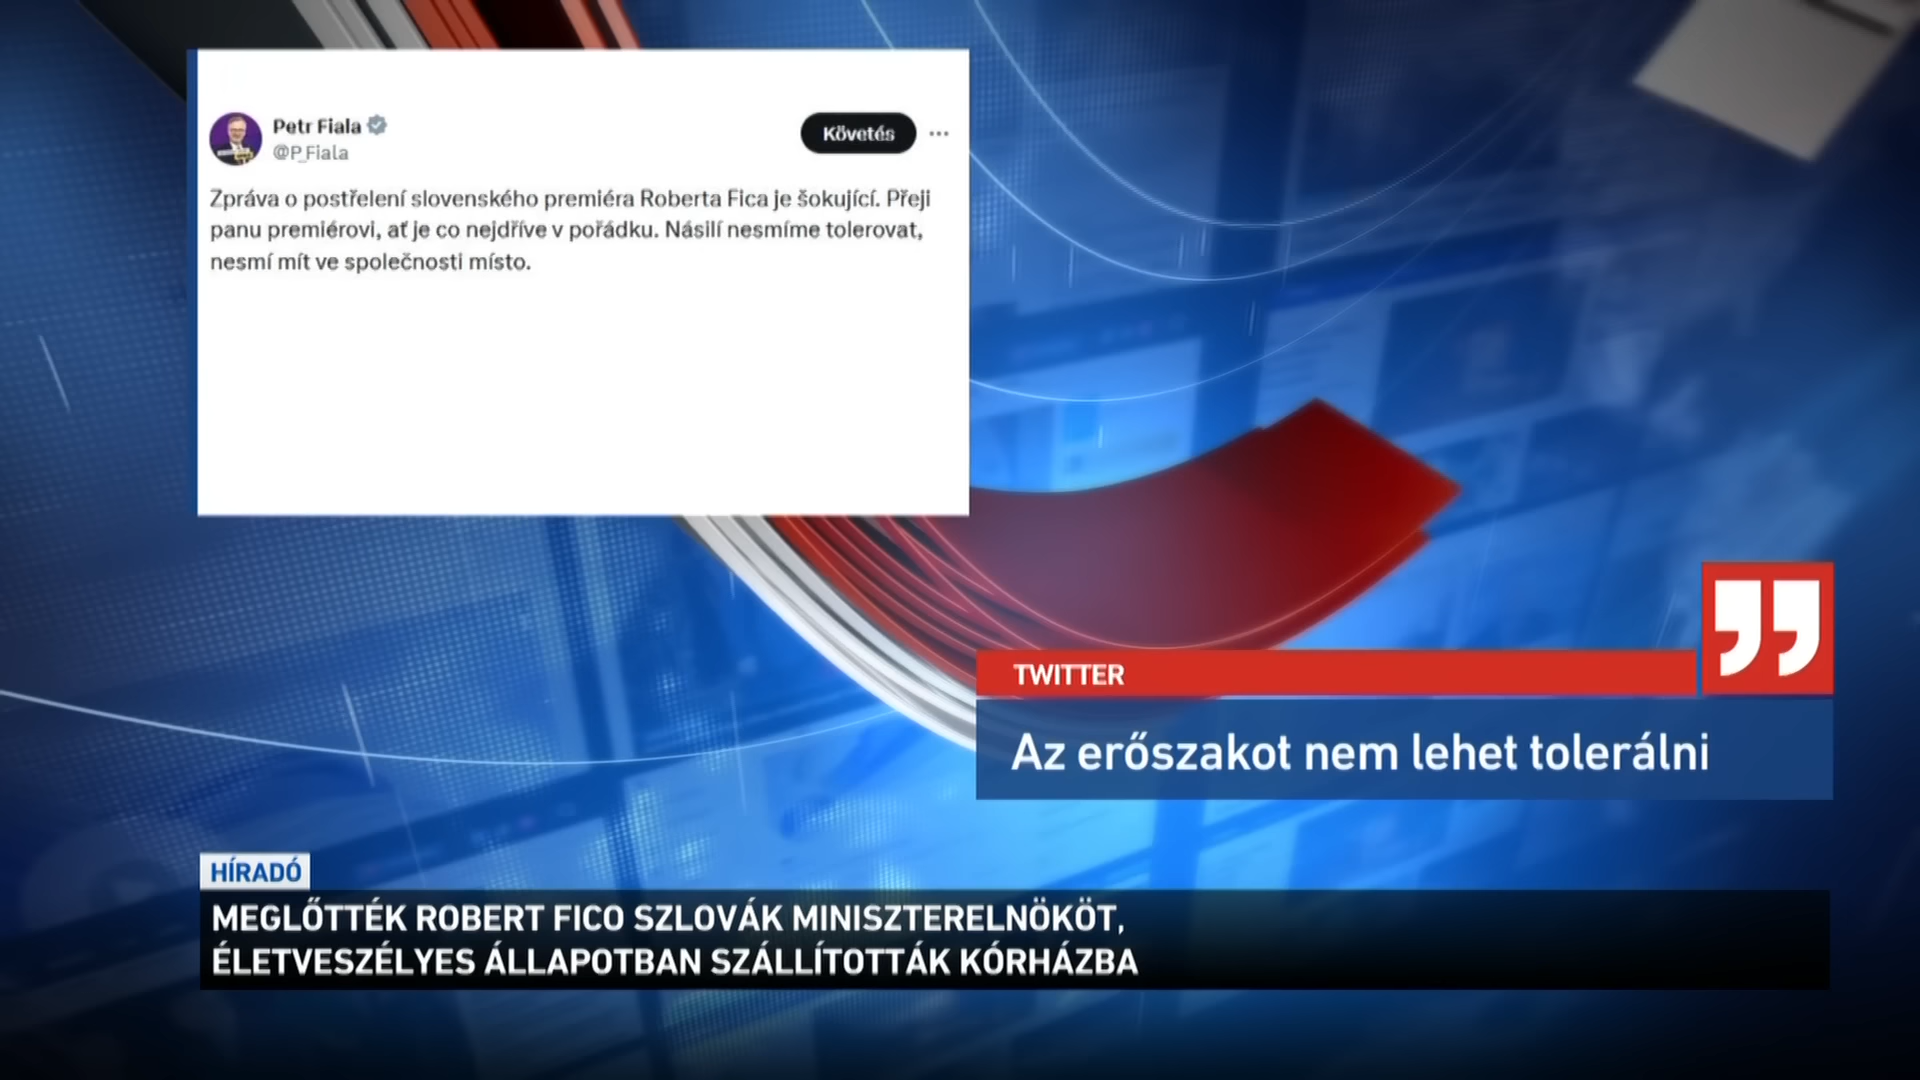 Petr Fiala
@P_Fiala
Követés
Zpráva o postřelení slovenského premiéra Roberta Fica je šokující. Přeji
panu premiérovi, ať je co nejdříve v pořádku. Násilí nesmíme tolerovat,
nesmí mít ve společnosti místo.
TWITTER
Az erőszakot nem lehet tolerálni
HÍRADÓ
MEGLŐTTÉK ROBERT FICO SZLOVÁK MINISZTERELNÖKÖT,
ÉLETVESZÉLYES ÁLLAPOTBAN SZÁLLÍTOTTÁK KÓRHÁZBA